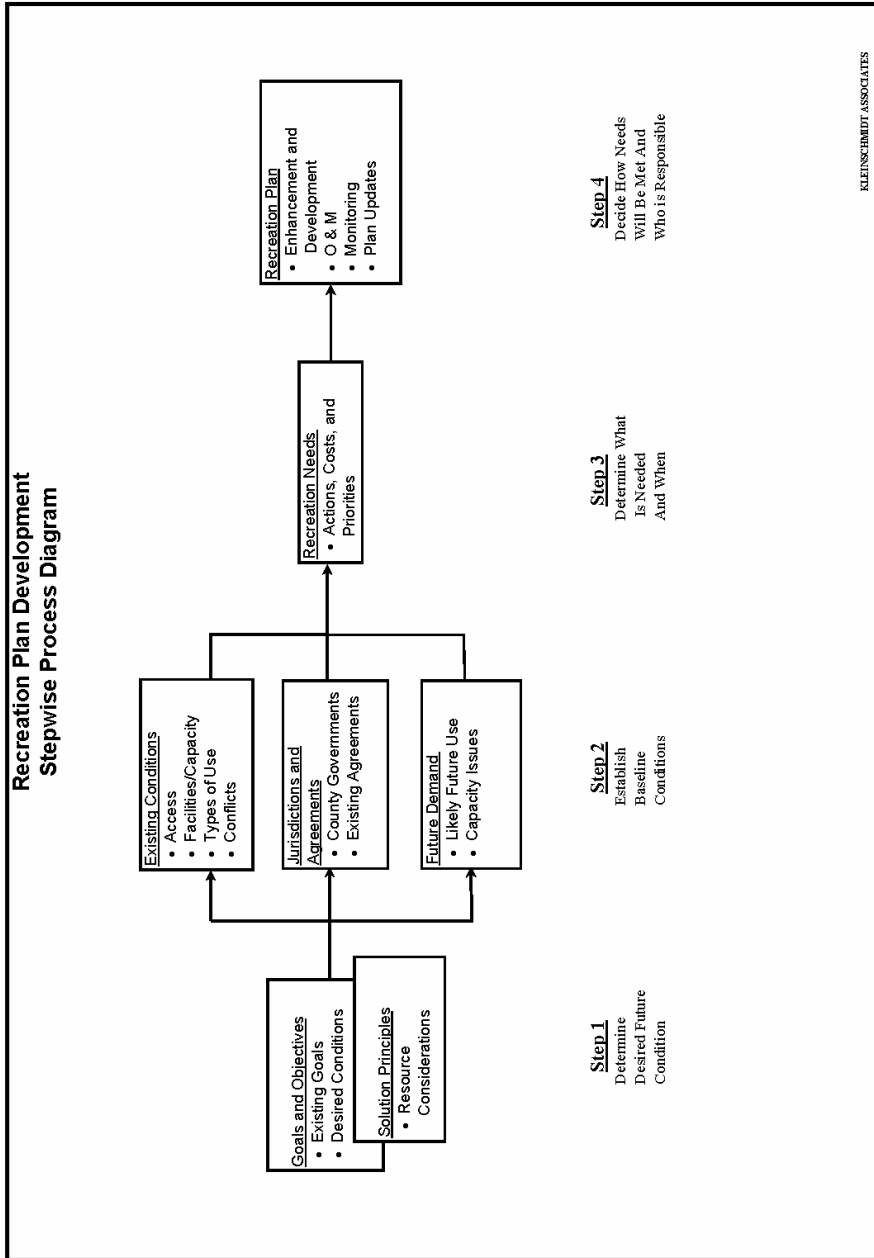 Recreation Plan Development
Stepwise Process Diagram
Goals and Objectives
• Existing Goals
• Desired Conditions
Solution Principles
• Resource
Considerations
Existing Conditions
• Access
• Facilities/Capacity
• Types of Use
• Conflicts
Jurisdictions and
Agreements
• County Governments
• Existing Agreements
Future Demand
• Likely Future Use
• Capacity Issues
Recreation Needs
• Actions, Costs, and
Priorities
Recreation Plan
• Enhancement and
Development
• O & M
• Monitoring
• Plan Updates
Step 1
Determine
Desired Future
Condition
Step 2
Establish
Baseline
Conditions
Step 3
Determine What
Is Needed
And When
Step 4
Decide How Needs
Will Be Met And
Who is Responsible
KLEINSCHMIDT ASSOCIATES